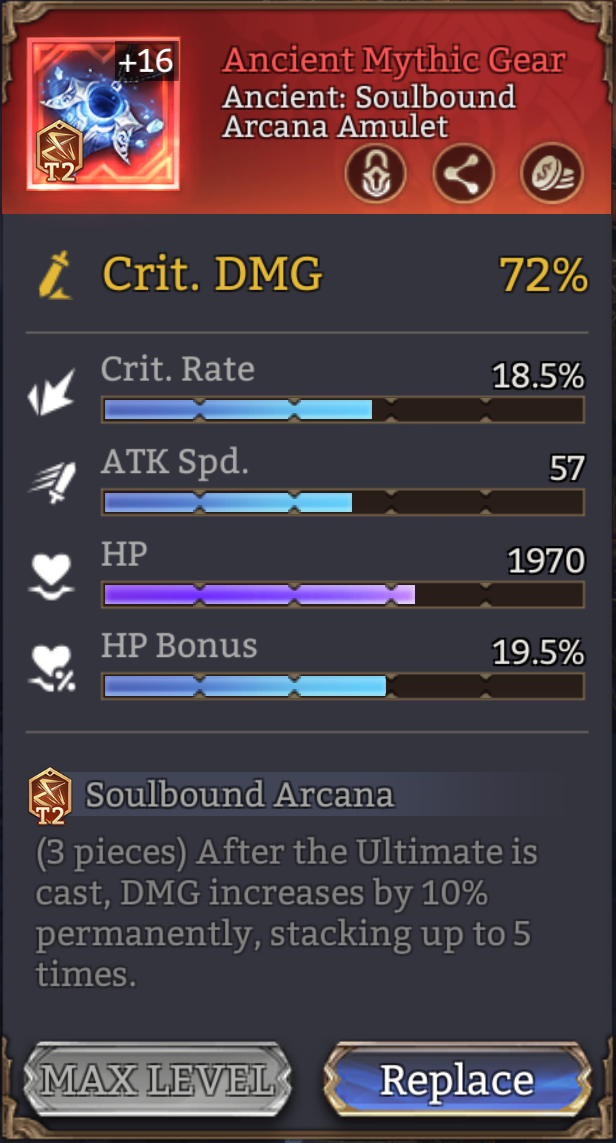 +16
Ancient Mythic Gear
Ancient: Soulbound
Arcana Amulet
T2
Crit. DMG 72%
Crit. Rate 18.5%
ATK Spd. 57
HP 1970
HP Bonus 19.5%
T2 Soulbound Arcana
(3 pieces) After the Ultimate is
cast, DMG increases by 10%
permanently, stacking up to 5
times.
MAX LEVEL Replace